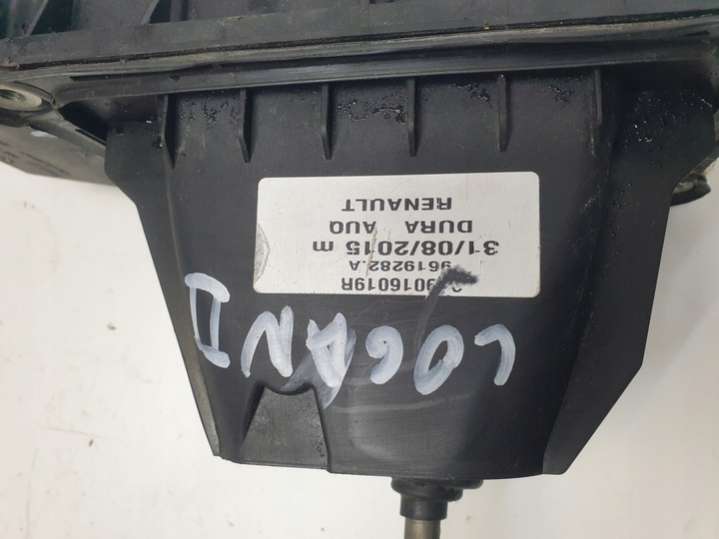 LOGAN II
9619282.A
31/08/2015 m
DURA AUQ
RENAULT